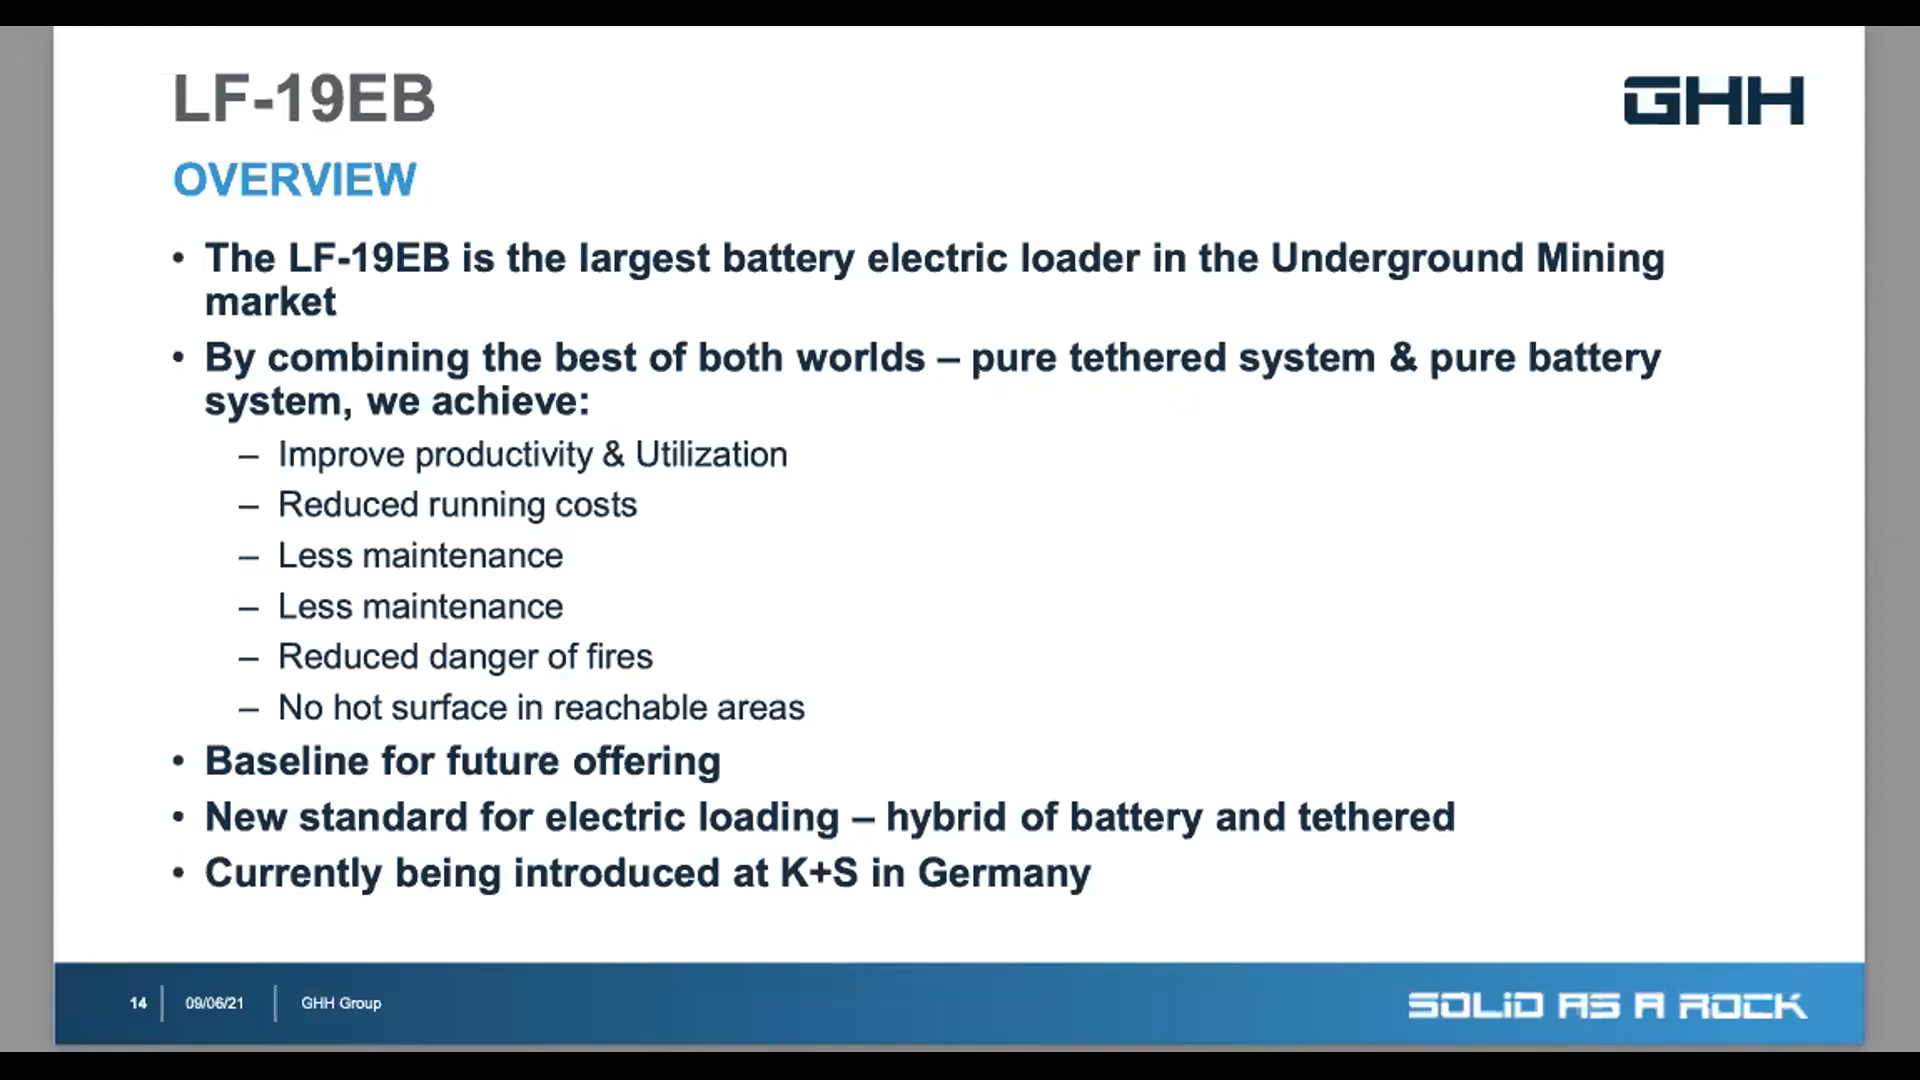 LF-19EB
GHH
OVERVIEW
• The LF-19EB is the largest battery electric loader in the Underground Mining
market
• By combining the best of both worlds – pure tethered system & pure battery
system, we achieve:
– Improve productivity & Utilization
– Reduced running costs
– Less maintenance
– Less maintenance
– Reduced danger of fires
– No hot surface in reachable areas
• Baseline for future offering
• New standard for electric loading – hybrid of battery and tethered
• Currently being introduced at K+S in Germany
14 | 09/06/21 | GHH Group
SOLID AS A ROCK